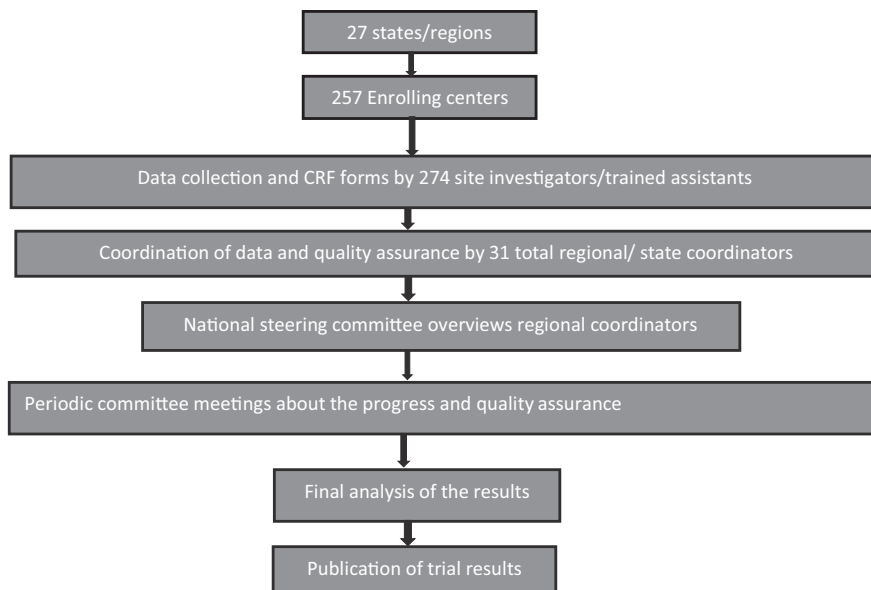 27 states/regions
257 Enrolling centers
Data collection and CRF forms by 274 site investigators/trained assistants
Coordination of data and quality assurance by 31 total regional/ state coordinators
National steering committee overviews regional coordinators
Periodic committee meetings about the progress and quality assurance
Final analysis of the results
Publication of trial results